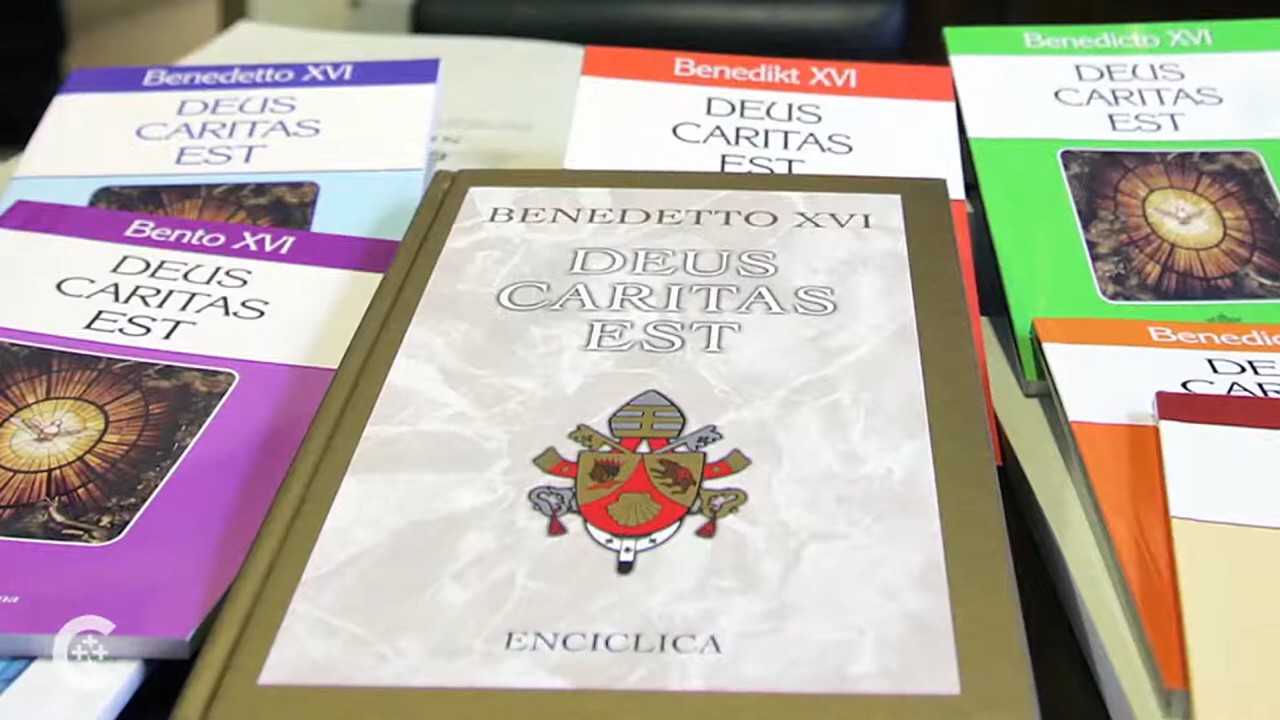 Benedetto XVI
DEUS
CARITAS
EST
Benedikt XVI
DEUS
CARITAS
EST
Benedicto XVI
DEUS
CARITAS
EST
Bento XVI
DEUS
CARITAS
EST
BENEDETTO XVI
DEUS
CARITAS
EST
ENCICLICA